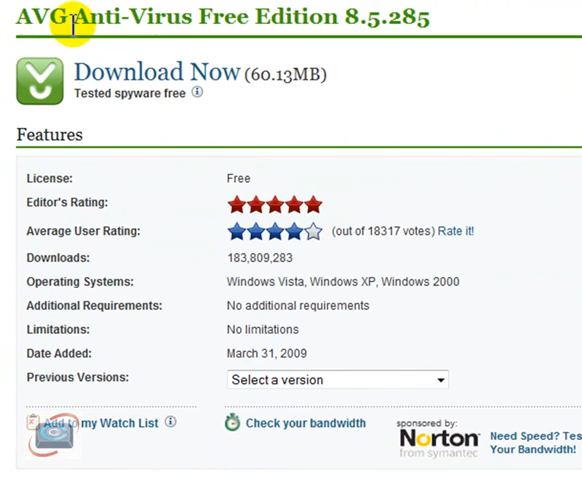 AVG Anti-Virus Free Edition 8.5.285
Download Now (60.13MB)
Tested spyware free
Features
License: Free
Editor's Rating:
Average User Rating: (out of 18317 votes) Rate it!
Downloads: 183,809,283
Operating Systems: Windows Vista, Windows XP, Windows 2000
Additional Requirements: No additional requirements
Limitations: No limitations
Date Added: March 31, 2009
Previous Versions: Select a version
Add to my Watch List Check your bandwidth
sponsored by:
Norton
from symantec
Need Speed? Tes
Your Bandwidth!